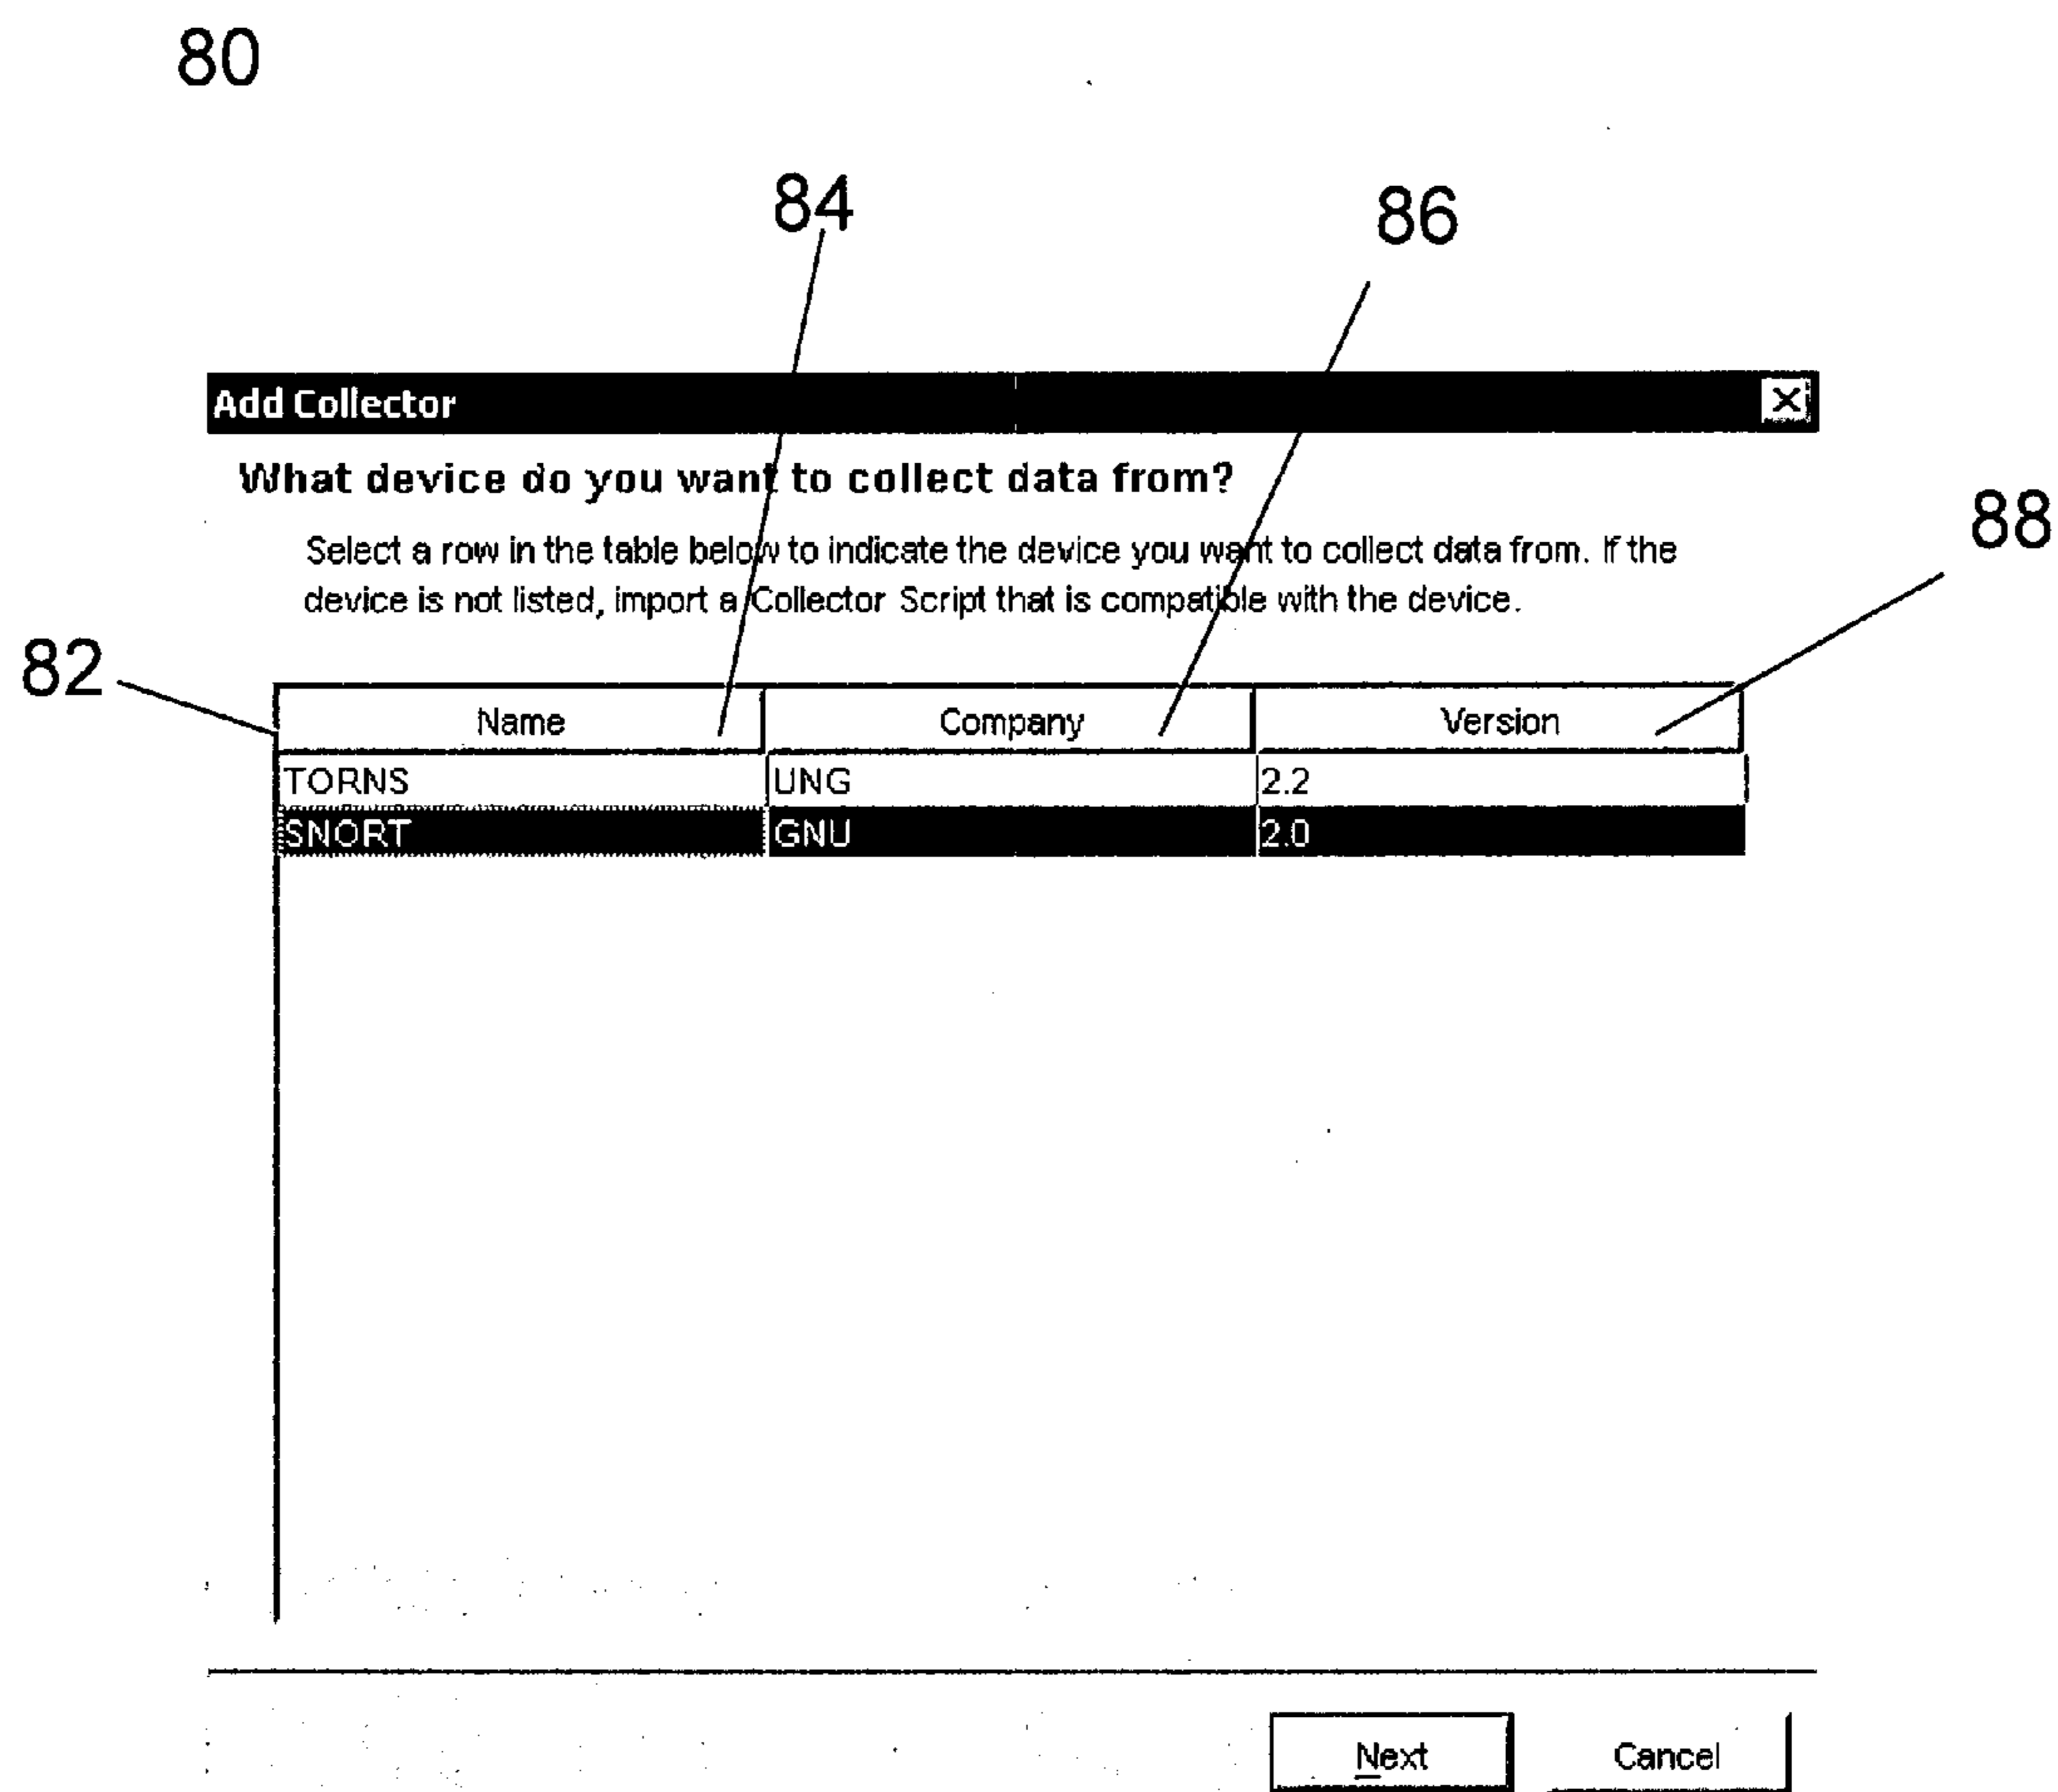 80
84
86
Add Collector
What device do you want to collect data from?
88
Select a row in the table below to indicate the device you want to collect data from. If the
device is not listed, import a Collector Script that is compatible with the device.
82
Name Company Version
TORNS UNG 2.2
SNORT GNU 2.0
Next Cancel